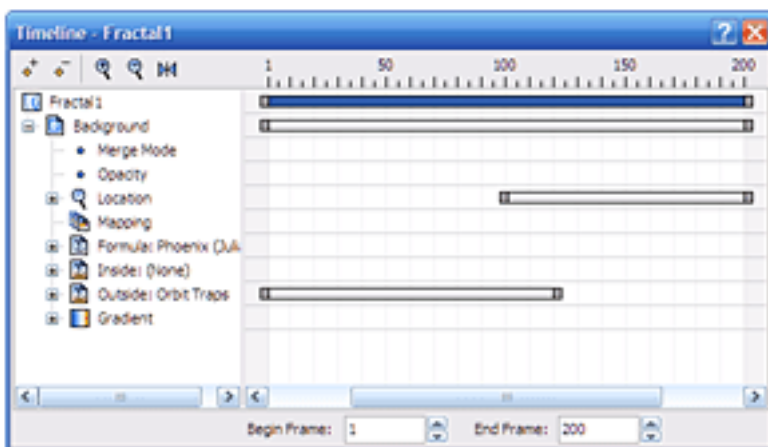 Timeline - Fractal1
1 50 100 150 200
Fractal1
Background
Merge Mode
Opacity
Location
Mapping
Formula: Phoenix (Juli
Inside: (None)
Outside: Orbit Traps
Gradient
Begin Frame: 1 End Frame: 200